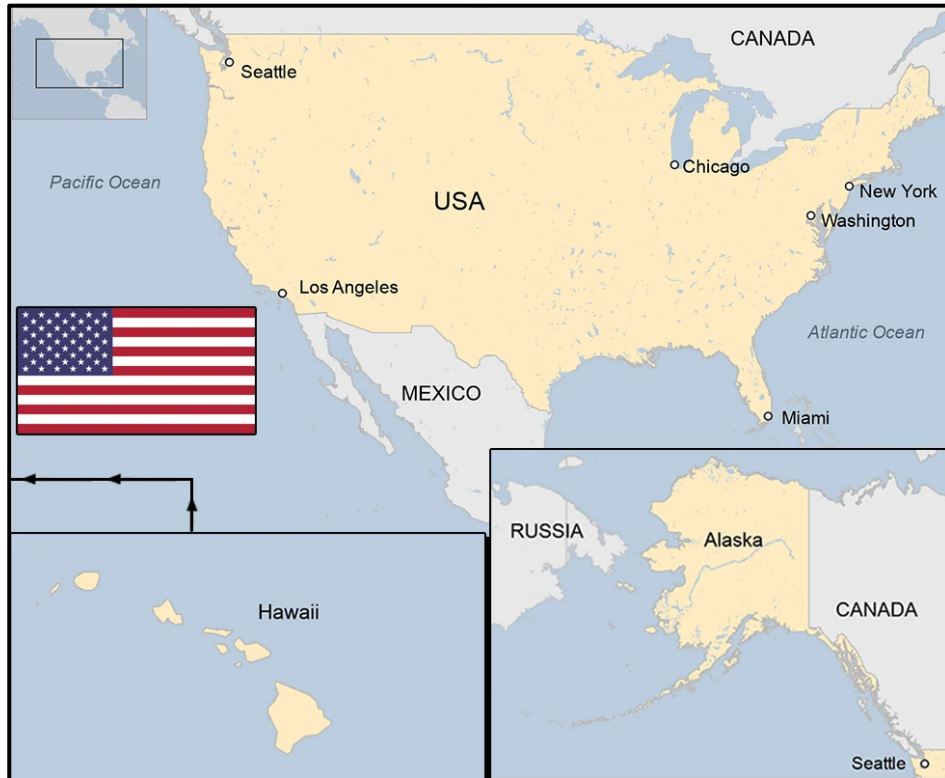 CANADA
Seattle
Chicago
Pacific Ocean
New York
USA
Washington
Los Angeles
Atlantic Ocean
MEXICO
Miami
RUSSIA
Alaska
CANADA
Hawaii
Seattle